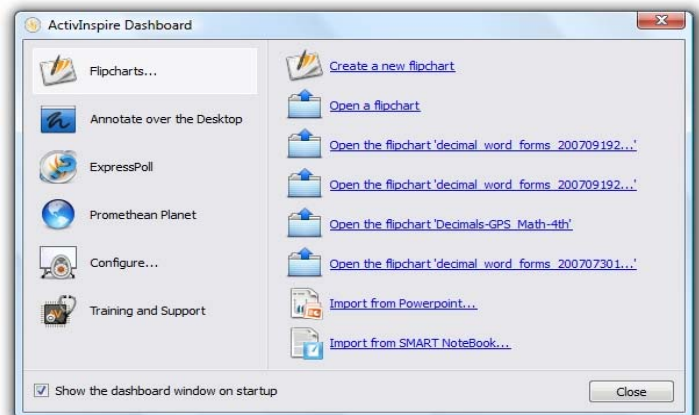 ActivInspire Dashboard
Flipcharts...
Annotate over the Desktop
ExpressPoll
Promethean Planet
Configure...
Training and Support
Create a new flipchart
Open a flipchart
Open the flipchart 'decimal_word_forms_200709192...'
Open the flipchart 'decimal_word_forms_200709192...'
Open the flipchart 'Decimals-GPS_Math-4th'
Open the flipchart 'decimal_word_forms_200707301...'
Import from Powerpoint...
Import from SMART NoteBook...
Show the dashboard window on startup
Close